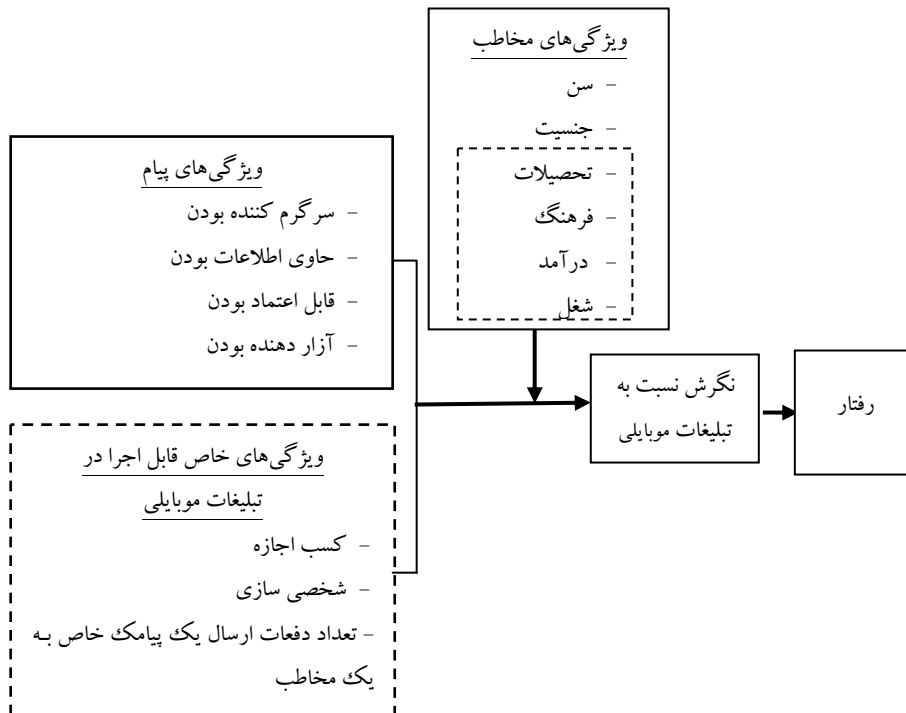 ویژگی‌های مخاطب
- سن
- جنسیت
- تحصیلات
- فرهنگ
- درآمد
- شغل
ویژگی‌های پیام
- سرگرم کننده بودن
- حاوی اطلاعات بودن
- قابل اعتماد بودن
- آزار دهنده بودن
نگرش نسبت به
تبلیغات موبایلی
رفتار
ویژگی‌های خاص قابل اجرا در
تبلیغات موبایلی
- کسب اجازه
- شخصی سازی
- تعداد دفعات ارسال یک پیامک خاص به
یک مخاطب